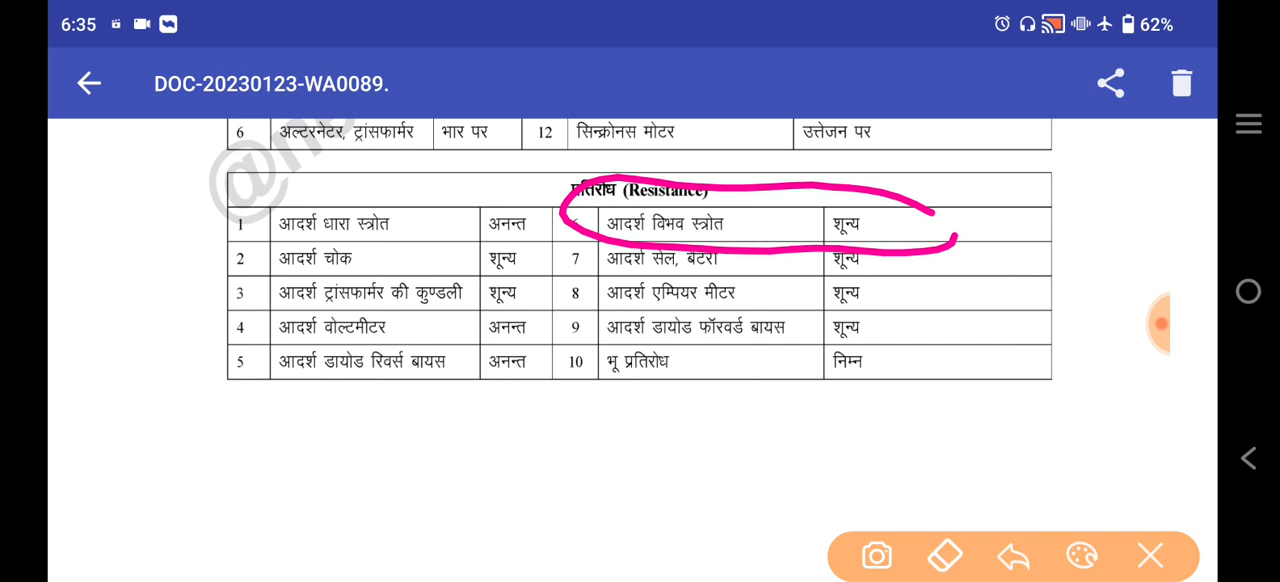 6:35 62%
DOC-20230123-WA0089.
6 अल्टरनेटर, ट्रांसफार्मर भार पर 12 सिन्क्रोनस मोटर उत्तेजन पर
प्रतिरोध (Resistance)
1 आदर्श धारा स्त्रोत अनन्त 6 आदर्श विभव स्त्रोत शून्य
2 आदर्श चोक शून्य 7 आदर्श सेल, बैटरी शून्य
3 आदर्श ट्रांसफार्मर की कुण्डली शून्य 8 आदर्श एम्पियर मीटर शून्य
4 आदर्श वोल्टमीटर अनन्त 9 आदर्श डायोड फॉरवर्ड बायस शून्य
5 आदर्श डायोड रिवर्स बायस अनन्त 10 भू प्रतिरोध निम्न